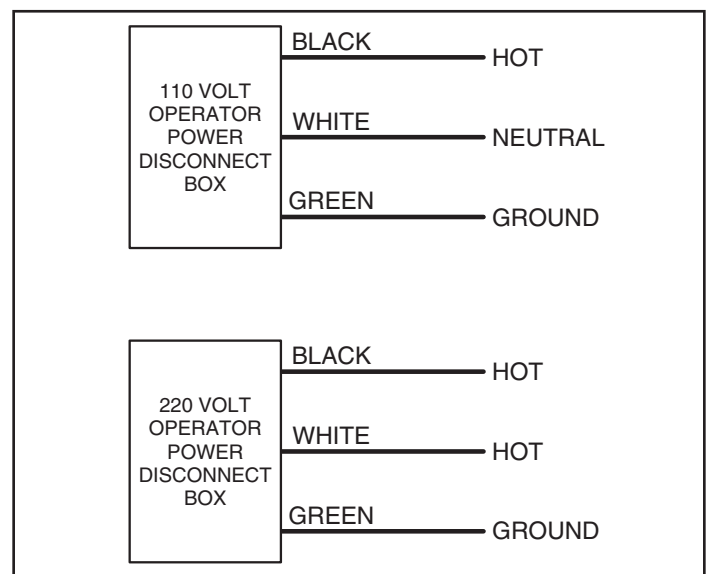 110 VOLT
OPERATOR
POWER
DISCONNECT
BOX
BLACK
HOT
WHITE
NEUTRAL
GREEN
GROUND
220 VOLT
OPERATOR
POWER
DISCONNECT
BOX
BLACK
HOT
WHITE
HOT
GREEN
GROUND